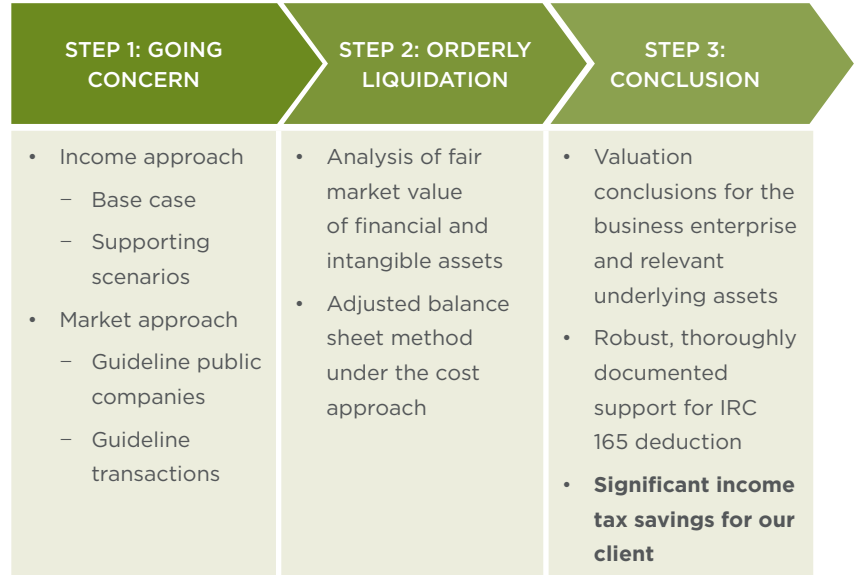 STEP 1: GOING
CONCERN
STEP 2: ORDERLY
LIQUIDATION
STEP 3:
CONCLUSION
• Income approach
– Base case
– Supporting
scenarios
• Market approach
– Guideline public
companies
– Guideline
transactions
• Analysis of fair
market value
of financial and
intangible assets
• Adjusted balance
sheet method
under the cost
approach
• Valuation
conclusions for the
business enterprise
and relevant
underlying assets
• Robust, thoroughly
documented
support for IRC
165 deduction
• Significant income
tax savings for our
client